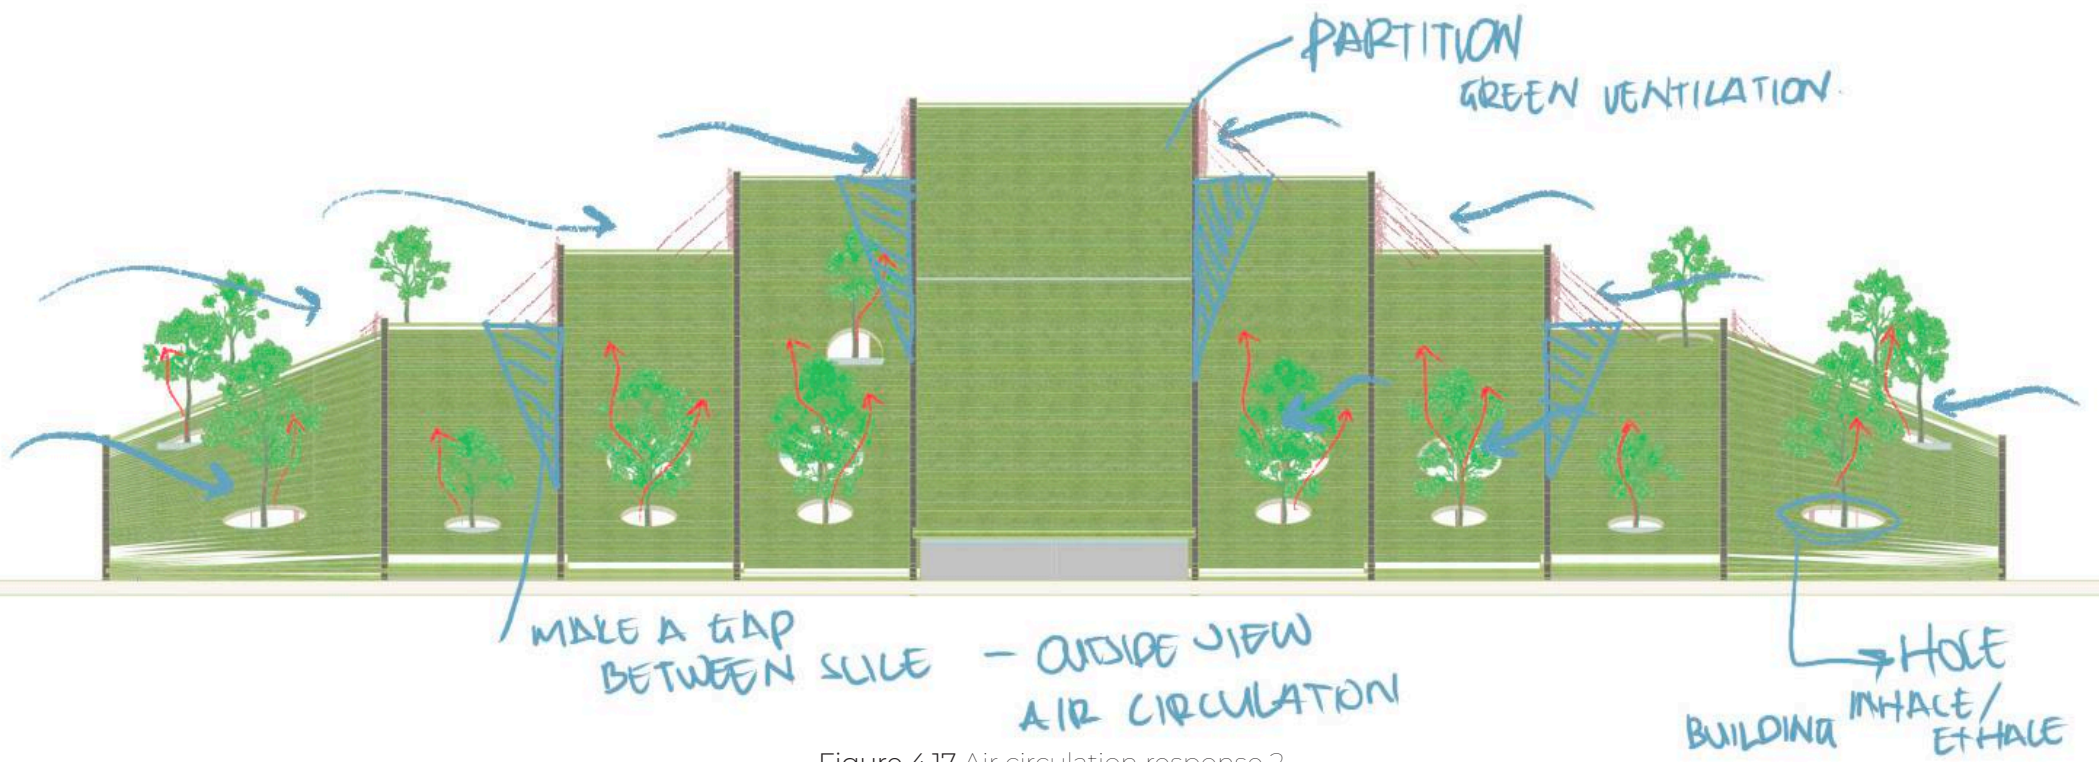 PARTITION
GREEN VENTILATION.
MAKE A GAP
BETWEEN SLICE
- OUTSIDE VIEW
AIR CIRCULATION
HOLE
BUILDING INHALE/
EXHALE
Figure 4.17 Air circulation response 2